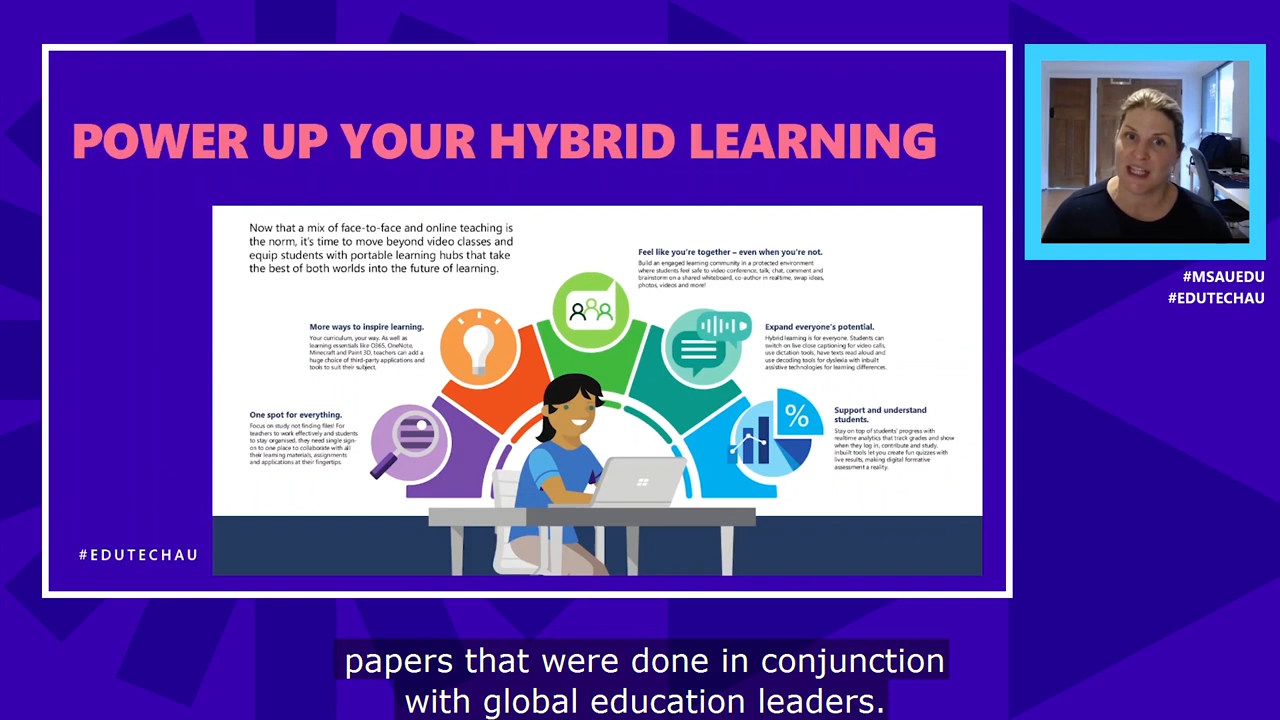 POWER UP YOUR HYBRID LEARNING
Now that a mix of face-to-face and online teaching is
the norm, it's time to move beyond video classes and
equip students with portable learning hubs that take
the best of both worlds into the future of learning.
Feel like you're together – even when you're not.
Build an engaged learning community in a protected environment
where students feel safe to video conference, talk, chat, comment and
brainstorm on a shared whiteboard, co-author in realtime, swap ideas,
photos, videos and more!
More ways to inspire learning.
Your curriculum, your way. As well as
learning essentials like O365, OneNote,
Minecraft and Paint 3D, teachers can add a
huge choice of third-party applications and
tools to suit their subject.
Expand everyone's potential.
Hybrid learning is for everyone. Students can
switch on live close captioning for video calls,
use dictation tools, have texts read aloud and
use decoding tools for dyslexia with inbuilt
assistive technologies for learning differences.
One spot for everything.
Focus on study not finding files! For
teachers to work effectively and students
to stay organised, they need single sign-
on to one place to collaborate with all
their learning materials, assignments
and applications at their fingertips.
%
Support and understand
students.
Stay on top of students' progress with
realtime analytics that track grades and show
when they log in, contribute and study.
Inbuilt tools let you create fun quizzes with
live results, making digital formative
assessment a reality.
#EDUTECHAU
#MSAUEDU
#EDUTECHAU
papers that were done in conjunction
with global education leaders.